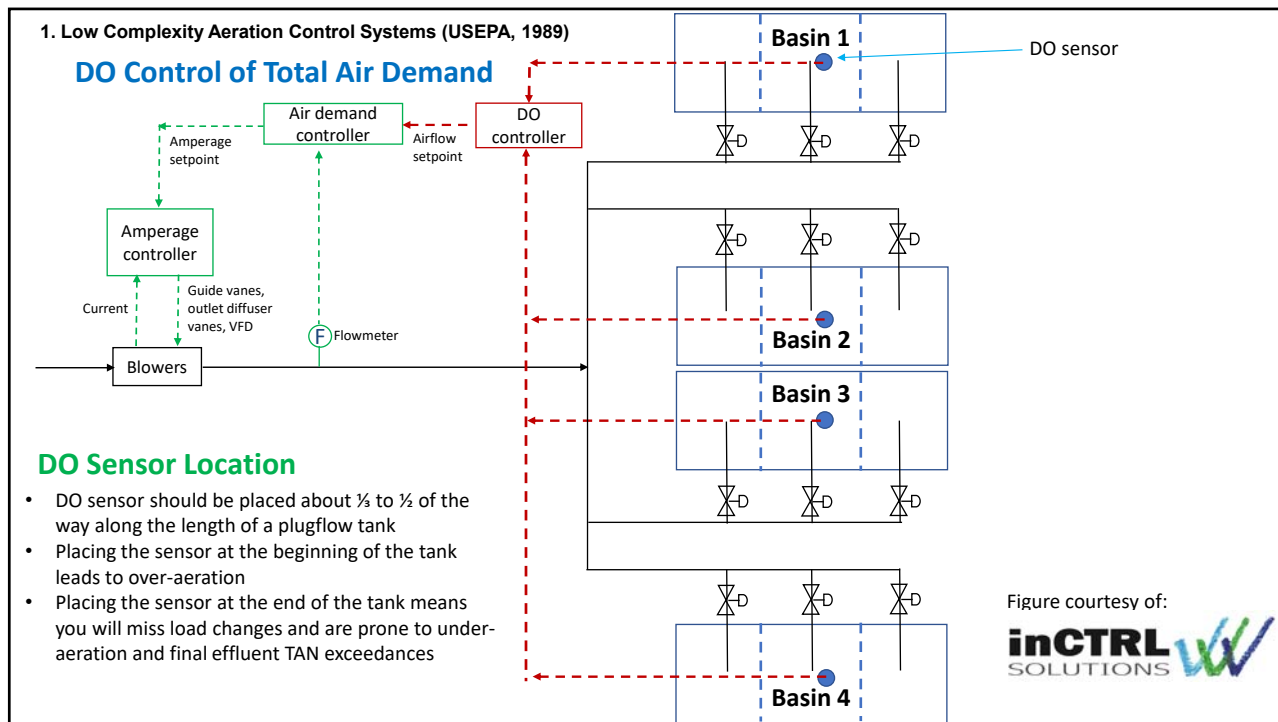 1. Low Complexity Aeration Control Systems (USEPA, 1989)
DO Control of Total Air Demand
Basin 1
DO sensor
Air demand
controller
DO
controller
Amperage
setpoint
Airflow
setpoint
D
D
D
Amperage
controller
D
D
D
Current
Guide vanes,
outlet diffuser
vanes, VFD
F
Flowmeter
Blowers
Basin 2
Basin 3
DO Sensor Location
• DO sensor should be placed about ⅓ to ½ of the
way along the length of a plugflow tank
• Placing the sensor at the beginning of the tank
leads to over-aeration
• Placing the sensor at the end of the tank means
you will miss load changes and are prone to under-
aeration and final effluent TAN exceedances
D
D
D
D
D
D
Basin 4
Figure courtesy of:
inCTRL
SOLUTIONS